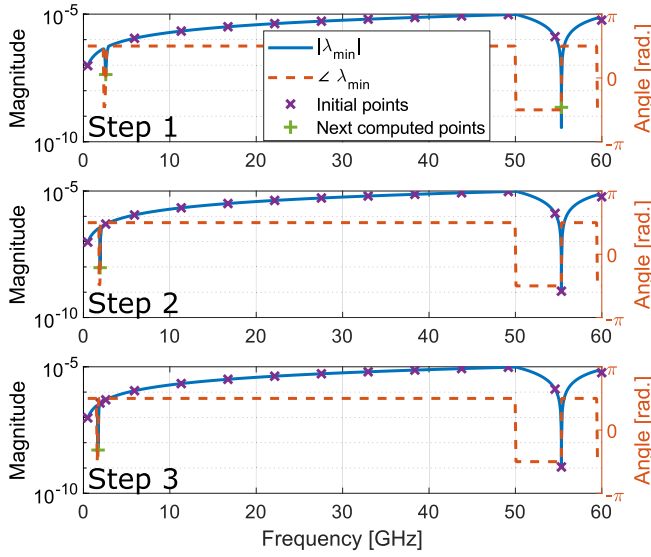 10^-5
10^-10
Magnitude
Step 1
|λ_min|
∠ λ_min
Initial points
Next computed points
π
0
-π
Angle [rad.]
0 10 20 30 40 50 60
10^-5
10^-10
Magnitude
Step 2
π
0
-π
Angle [rad.]
0 10 20 30 40 50 60
10^-5
10^-10
Magnitude
Step 3
π
0
-π
Angle [rad.]
0 10 20 30 40 50 60
Frequency [GHz]